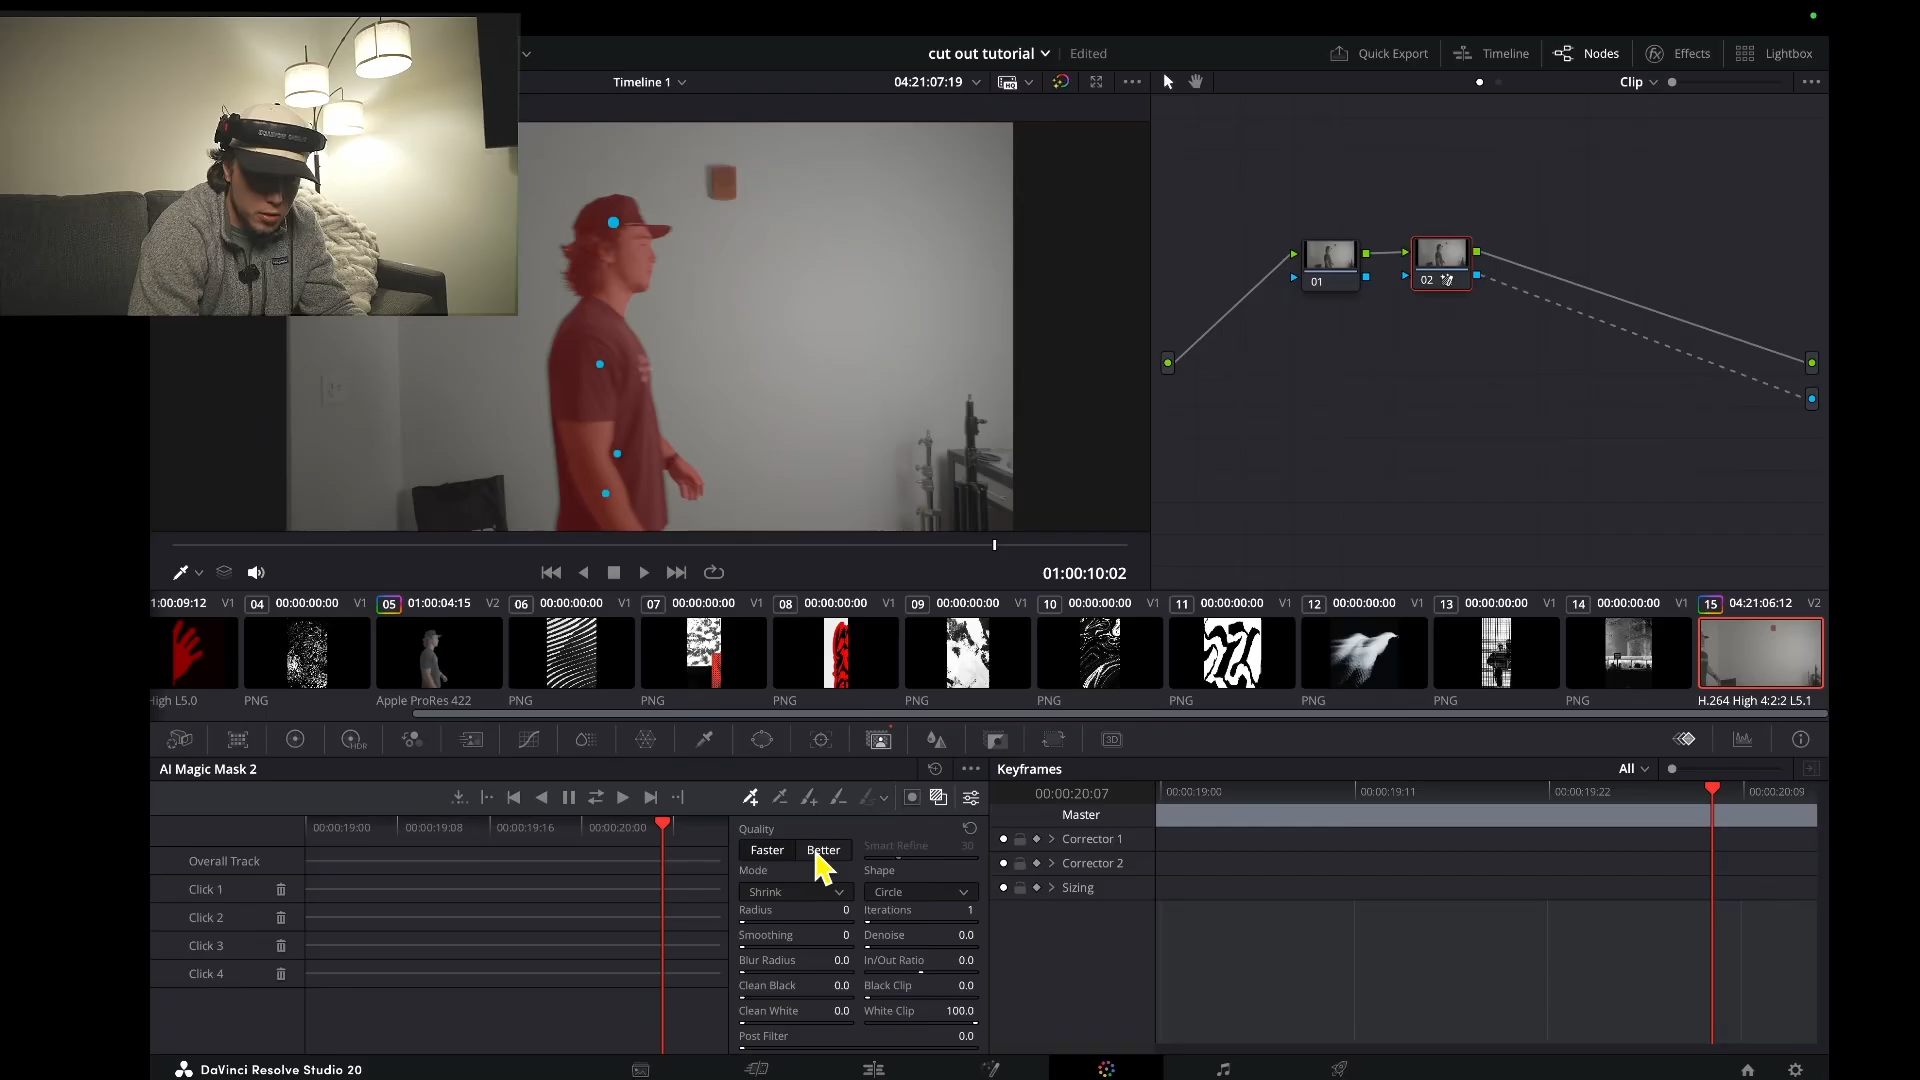 cut out tutorial
Edited
Quick Export
Timeline
Nodes
Effects
Lightbox
Timeline 1
04:21:07:19
Clip
01
02
01:00:10:02
1:00:09:12 V1
04 00:00:00:00 V1
05 01:00:04:15 V2
06 00:00:00:00 V1
07 00:00:00:00 V1
08 00:00:00:00 V1
09 00:00:00:00 V1
10 00:00:00:00 V1
11 00:00:00:00 V1
12 00:00:00:00 V1
13 00:00:00:00 V1
14 00:00:00:00 V1
15 04:21:06:12 V2
High L5.0
PNG
Apple ProRes 422
PNG
PNG
PNG
PNG
PNG
PNG
PNG
PNG
PNG
H.264 High 4:2:2 L5.1
HDR
3D
AI Magic Mask 2
Keyframes
All
00:00:19:00
00:00:19:08
00:00:19:16
00:00:20:00
Overall Track
Click 1
Click 2
Click 3
Click 4
Quality
Faster
Better
Smart Refine 30
Mode
Shape
Shrink
Circle
Radius 0
Iterations 1
Smoothing 0
Denoise 0.0
Blur Radius 0.0
In/Out Ratio 0.0
Clean Black 0.0
Black Clip 0.0
Clean White 0.0
White Clip 100.0
Post Filter 0.0
00:00:20:07
00:00:19:00
00:00:19:11
00:00:19:22
00:00:20:09
Master
Corrector 1
Corrector 2
Sizing
DaVinci Resolve Studio 20